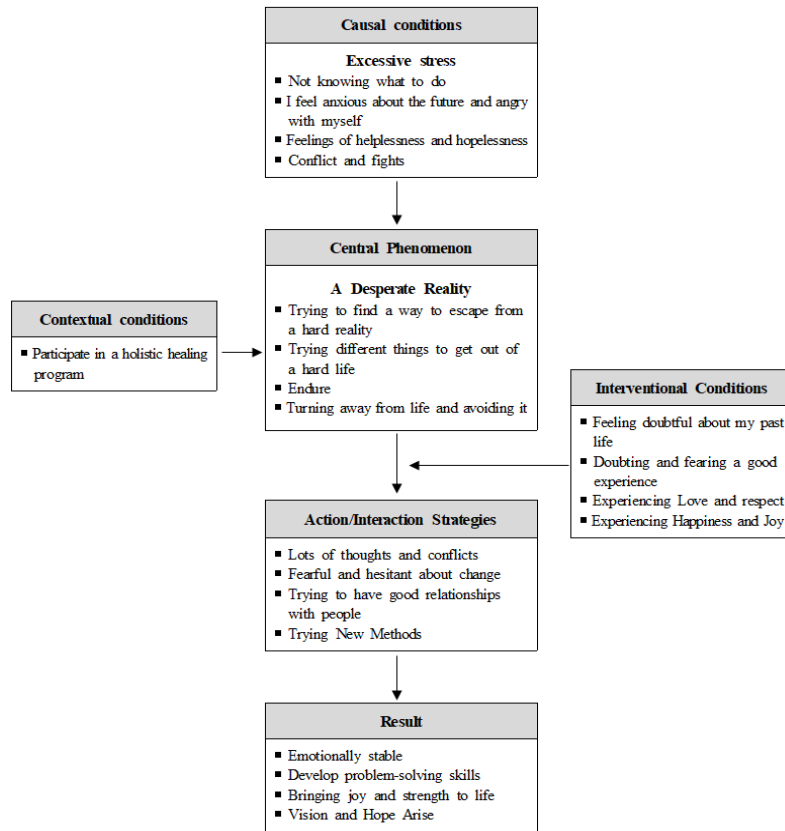 Causal conditions
Excessive stress
▪ Not knowing what to do
▪ I feel anxious about the future and angry
with myself
▪ Feelings of helplessness and hopelessness
▪ Conflict and fights
Central Phenomenon
A Desperate Reality
▪ Trying to find a way to escape from
a hard reality
▪ Trying different things to get out of
a hard life
▪ Endure
▪ Turning away from life and avoiding it
Contextual conditions
▪ Participate in a holistic healing
program
Interventional Conditions
▪ Feeling doubtful about my past
life
▪ Doubting and fearing a good
experience
▪ Experiencing Love and respect
▪ Experiencing Happiness and Joy
Action/Interaction Strategies
▪ Lots of thoughts and conflicts
▪ Fearful and hesitant about change
▪ Trying to have good relationships
with people
▪ Trying New Methods
Result
▪ Emotionally stable
▪ Develop problem-solving skills
▪ Bringing joy and strength to life
▪ Vision and Hope Arise